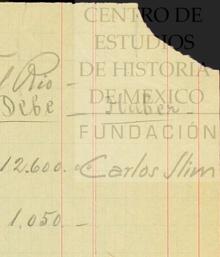 CENTRO DE
ESTUDIOS
DE HISTORIA
DE MEXICO
FUNDACIÓN
Carlos Slim
Rio -
Debe Haber
12.600.
1.050 -